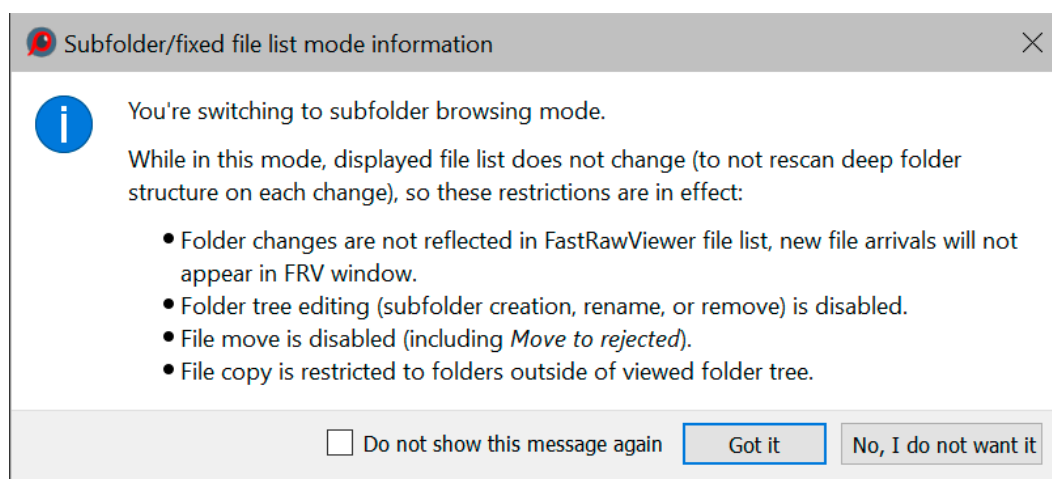 Subfolder/fixed file list mode information
You're switching to subfolder browsing mode.
While in this mode, displayed file list does not change (to not rescan deep folder
structure on each change), so these restrictions are in effect:
• Folder changes are not reflected in FastRawViewer file list, new file arrivals will not
appear in FRV window.
• Folder tree editing (subfolder creation, rename, or remove) is disabled.
• File move is disabled (including Move to rejected).
• File copy is restricted to folders outside of viewed folder tree.
Do not show this message again
Got it
No, I do not want it